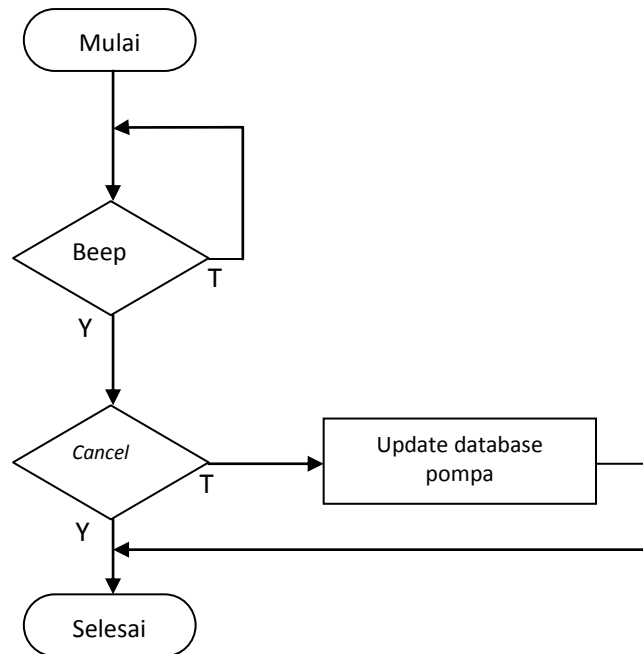 Mulai
Beep
T
Y
Cancel
T
Update database
pompa
Y
Selesai